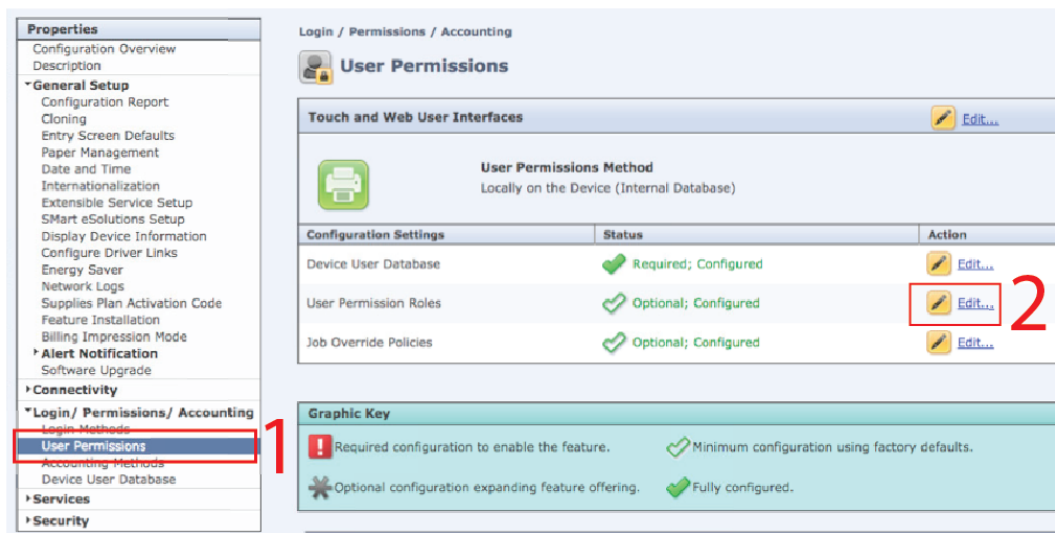 Properties
Configuration Overview
Description
General Setup
Configuration Report
Cloning
Entry Screen Defaults
Paper Management
Date and Time
Internationalization
Extensible Service Setup
SMart eSolutions Setup
Display Device Information
Configure Driver Links
Energy Saver
Network Logs
Supplies Plan Activation Code
Feature Installation
Billing Impression Mode
Alert Notification
Software Upgrade
Connectivity
Login/ Permissions/ Accounting
Login Methods
User Permissions
Accounting Methods
Device User Database
Services
Security
1
Login / Permissions / Accounting
User Permissions
Touch and Web User Interfaces Edit...
User Permissions Method
Locally on the Device (Internal Database)
Configuration Settings Status Action
Device User Database Required; Configured Edit...
User Permission Roles Optional; Configured Edit...
2
Job Override Policies Optional; Configured Edit...
Graphic Key
Required configuration to enable the feature. Minimum configuration using factory defaults.
Optional configuration expanding feature offering. Fully configured.